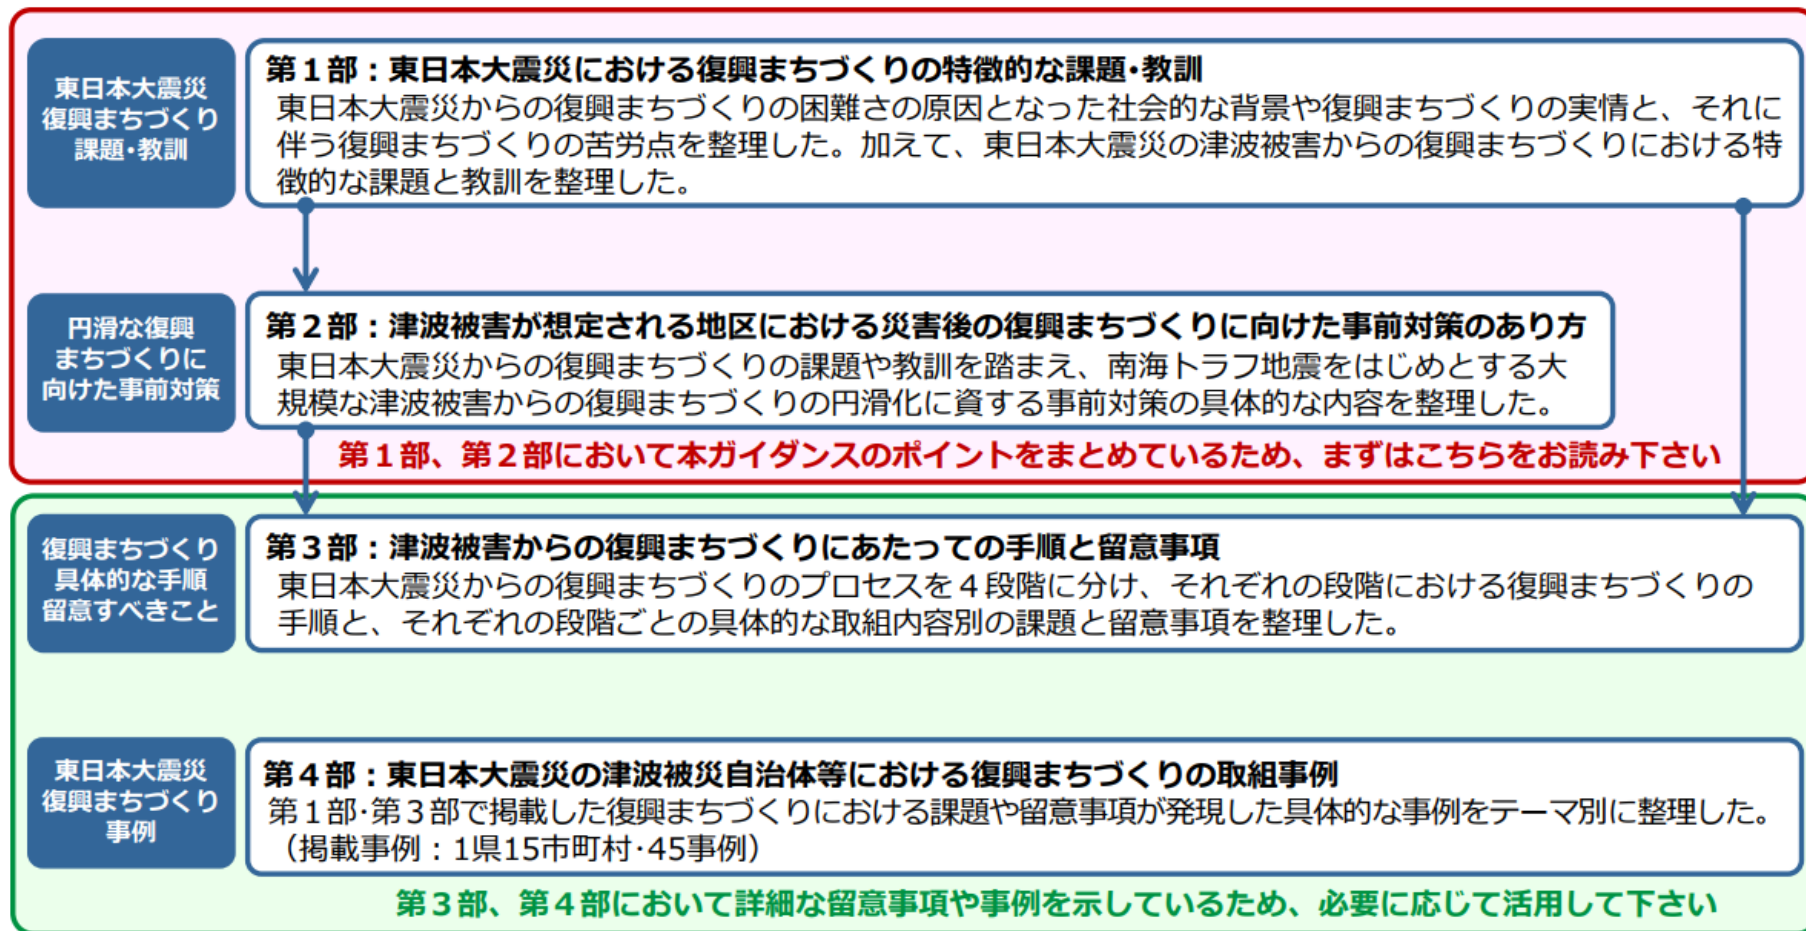 東日本大震災
復興まちづくり
課題･教訓
第１部：東日本大震災における復興まちづくりの特徴的な課題･教訓
東日本大震災からの復興まちづくりの困難さの原因となった社会的な背景や復興まちづくりの実情と、それに
伴う復興まちづくりの苦労点を整理した。加えて、東日本大震災の津波被害からの復興まちづくりにおける特
徴的な課題と教訓を整理した。
円滑な復興
まちづくりに
向けた事前対策
第２部：津波被害が想定される地区における災害後の復興まちづくりに向けた事前対策のあり方
東日本大震災からの復興まちづくりの課題や教訓を踏まえ、南海トラフ地震をはじめとする大
規模な津波被害からの復興まちづくりの円滑化に資する事前対策の具体的な内容を整理した。
第１部、第２部において本ガイダンスのポイントをまとめているため、まずはこちらをお読み下さい
復興まちづくり
具体的な手順
留意すべきこと
第３部：津波被害からの復興まちづくりにあたっての手順と留意事項
東日本大震災からの復興まちづくりのプロセスを４段階に分け、それぞれの段階における復興まちづくりの
手順と、それぞれの段階ごとの具体的な取組内容別の課題と留意事項を整理した。
東日本大震災
復興まちづくり
事例
第４部：東日本大震災の津波被災自治体等における復興まちづくりの取組事例
第１部･第３部で掲載した復興まちづくりにおける課題や留意事項が発現した具体的な事例をテーマ別に整理した。
（掲載事例：1県15市町村･45事例）
第３部、第４部において詳細な留意事項や事例を示しているため、必要に応じて活用して下さい